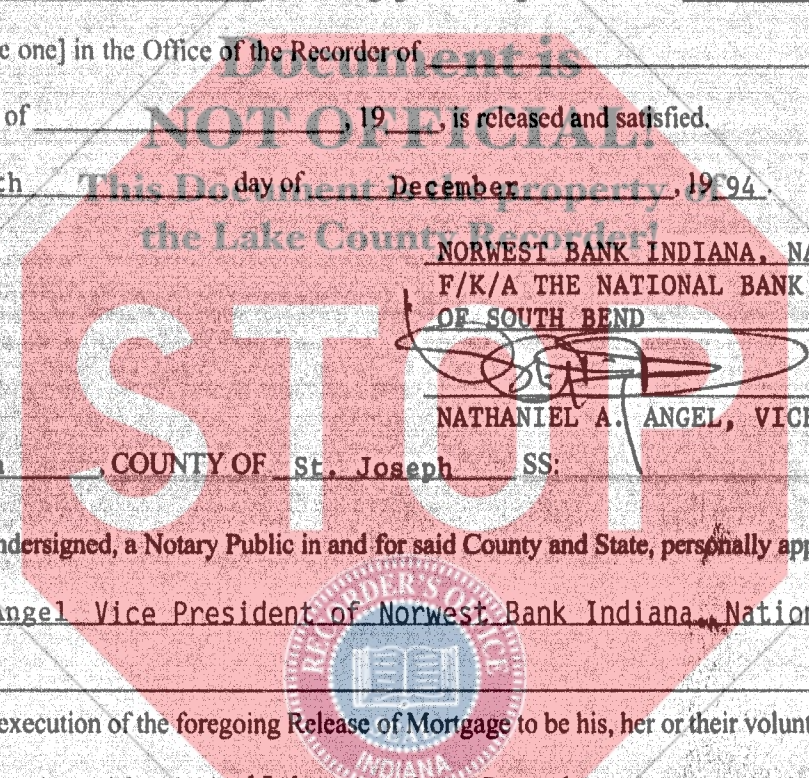 e one] in the Office of the Recorder of
Document is
of , 19 , is released and satisfied.
NOT OFFICIAL!
th day of December , 19 94 .
This Document is the property of
the Lake County Recorder!
NORWEST BANK INDIANA, NA
F/K/A THE NATIONAL BANK
OF SOUTH BEND
STOP
NATHANIEL A. ANGEL, VICE
, COUNTY OF St. Joseph SS:
ndersigned, a Notary Public in and for said County and State, personally app
Angel Vice President of Norwest Bank Indiana, Nation
RECORDER'S OFFICE
execution of the foregoing Release of Mortgage to be his, her or their volunt
INDIANA